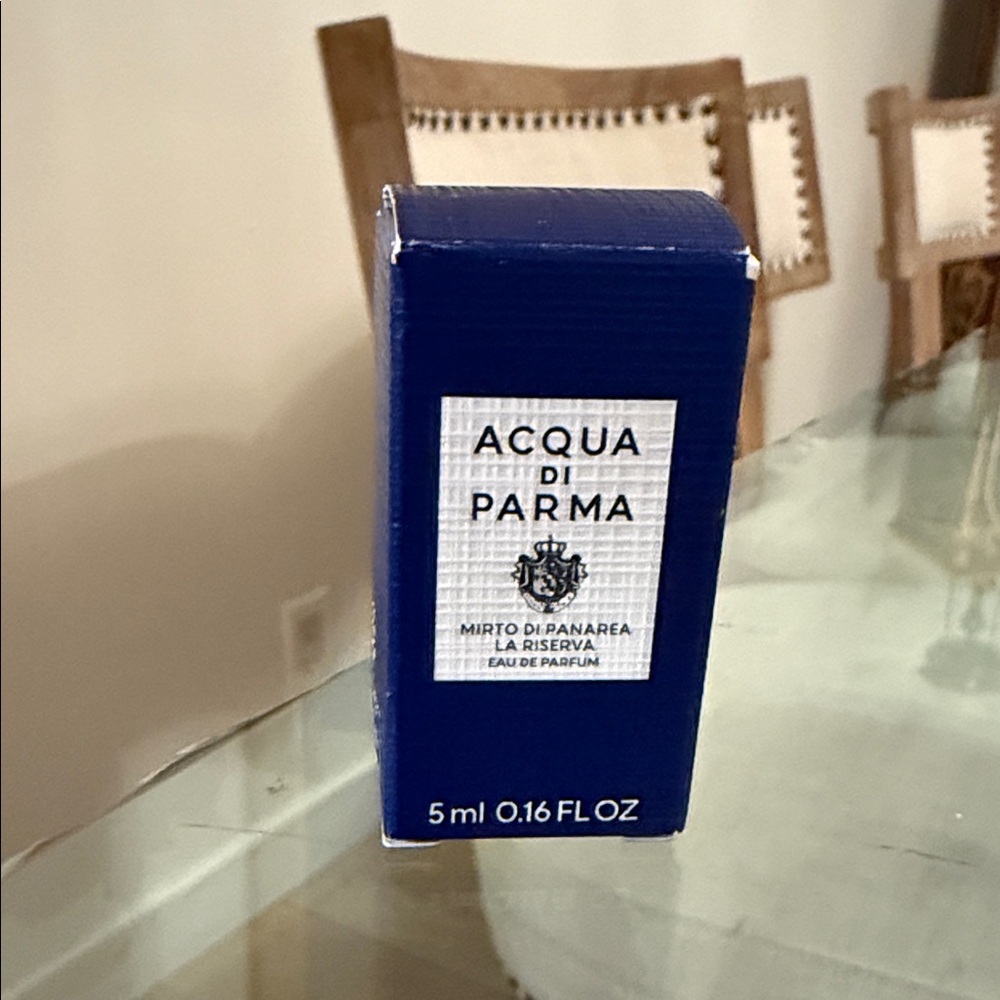 ACQUA
DI
PARMA
MIRTO DI PANAREA
LA RISERVA
EAU DE PARFUM
5 ml 0.16 FL OZ